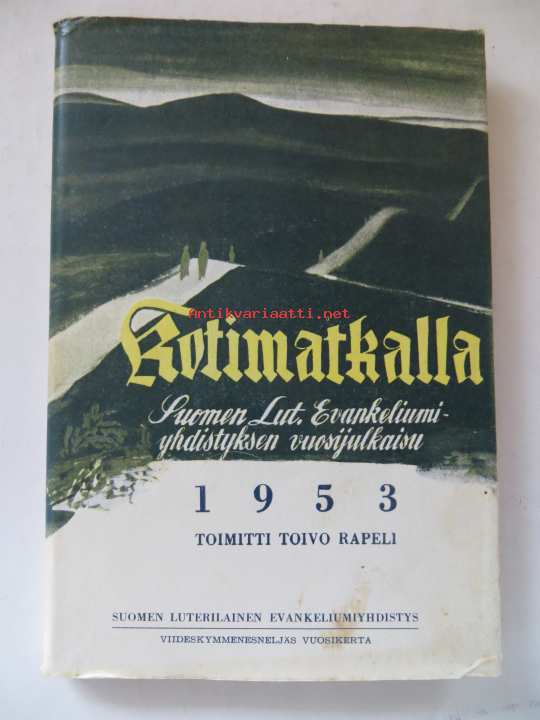 Antikvariaatti.net
Kotimatkalla
Suomen Lut. Evankeliumi-
yhdistyksen vuosijulkaisu
1953
TOIMITTI TOIVO RAPELI
SUOMEN LUTERILAINEN EVANKELIUMIYHDISTYS
VIIDESKYMMENESNELJÄS VUOSIKERTA